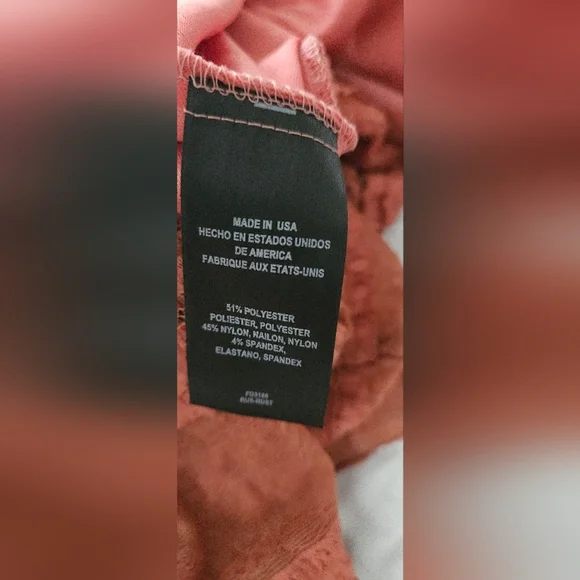 MADE IN USA
HECHO EN ESTADOS UNIDOS
DE AMERICA
FABRIQUE AUX ETATS-UNIS
51% POLYESTER
POLIESTER, POLYESTER
45% NYLON, NAILON, NYLON
4% SPANDEX,
ELASTANO, SPANDEX